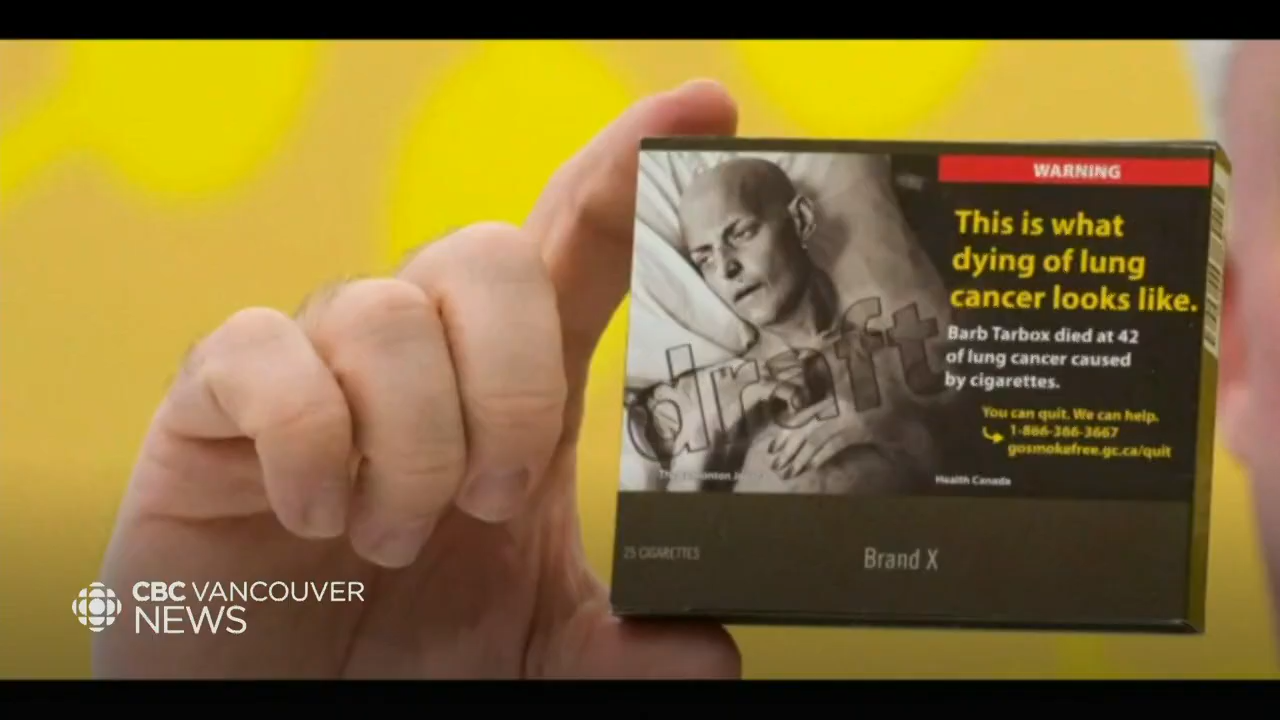 WARNING
This is what
dying of lung
cancer looks like.
Barb Tarbox died at 42
of lung cancer caused
by cigarettes.
You can quit. We can help.
1-866-366-3667
gosmokefree.gc.ca/quit
draft
Health Canada
25 CIGARETTES
Brand X
CBC VANCOUVER
NEWS